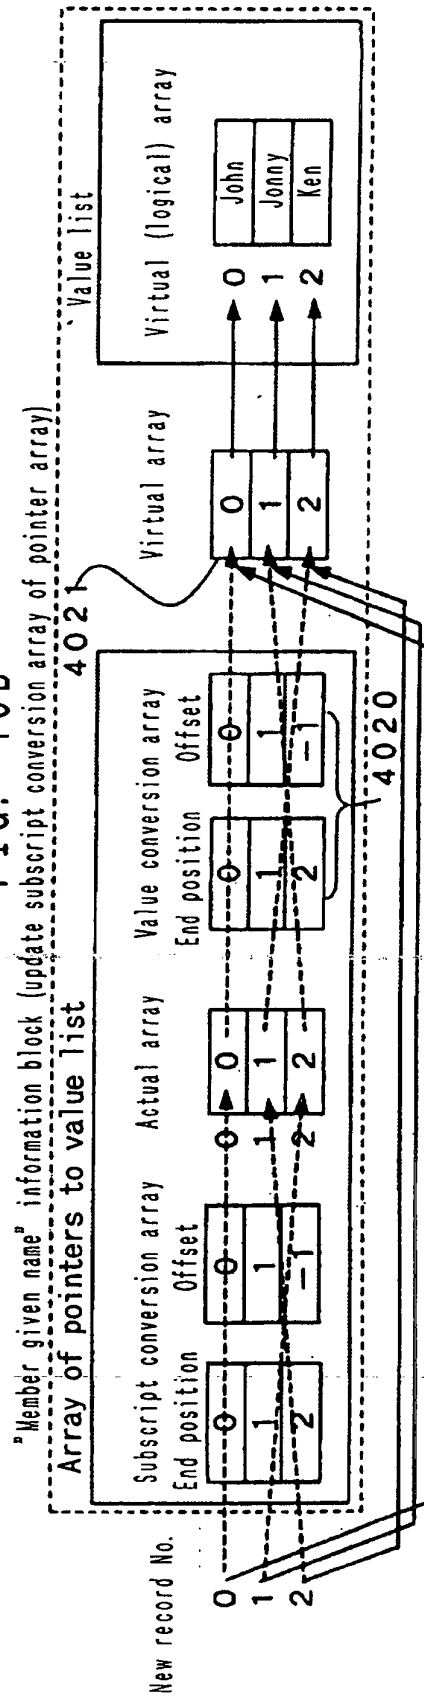 "Member given name" information block (update subscript conversion array of pointer array)
4021
Array of pointers to value list
Value list
New record No.
Subscript conversion array
End position Offset
Actual array
Value conversion array
End position Offset
Virtual array
Virtual (logical) array
0 0 0 0 0 0 0 0 0 John
1 1 1 1 1 1 1 1 1 Jonny
2 2 -1 2 2 2 -1 2 2 Ken
4020